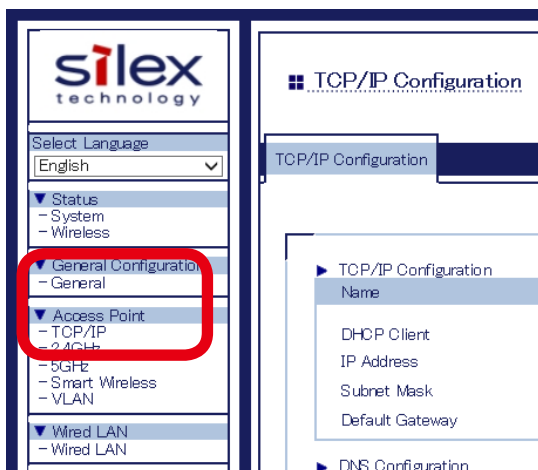 silex
technology
Select Language
English
▼ Status
- System
- Wireless
▼ General Configuration
- General
▼ Access Point
- TCP/IP
- 2.4GHz
- 5GHz
- Smart Wireless
- VLAN
▼ Wired LAN
- Wired LAN
TCP/IP Configuration
TCP/IP Configuration
▶ TCP/IP Configuration
Name
DHCP Client
IP Address
Subnet Mask
Default Gateway
▶ DNS Configuration